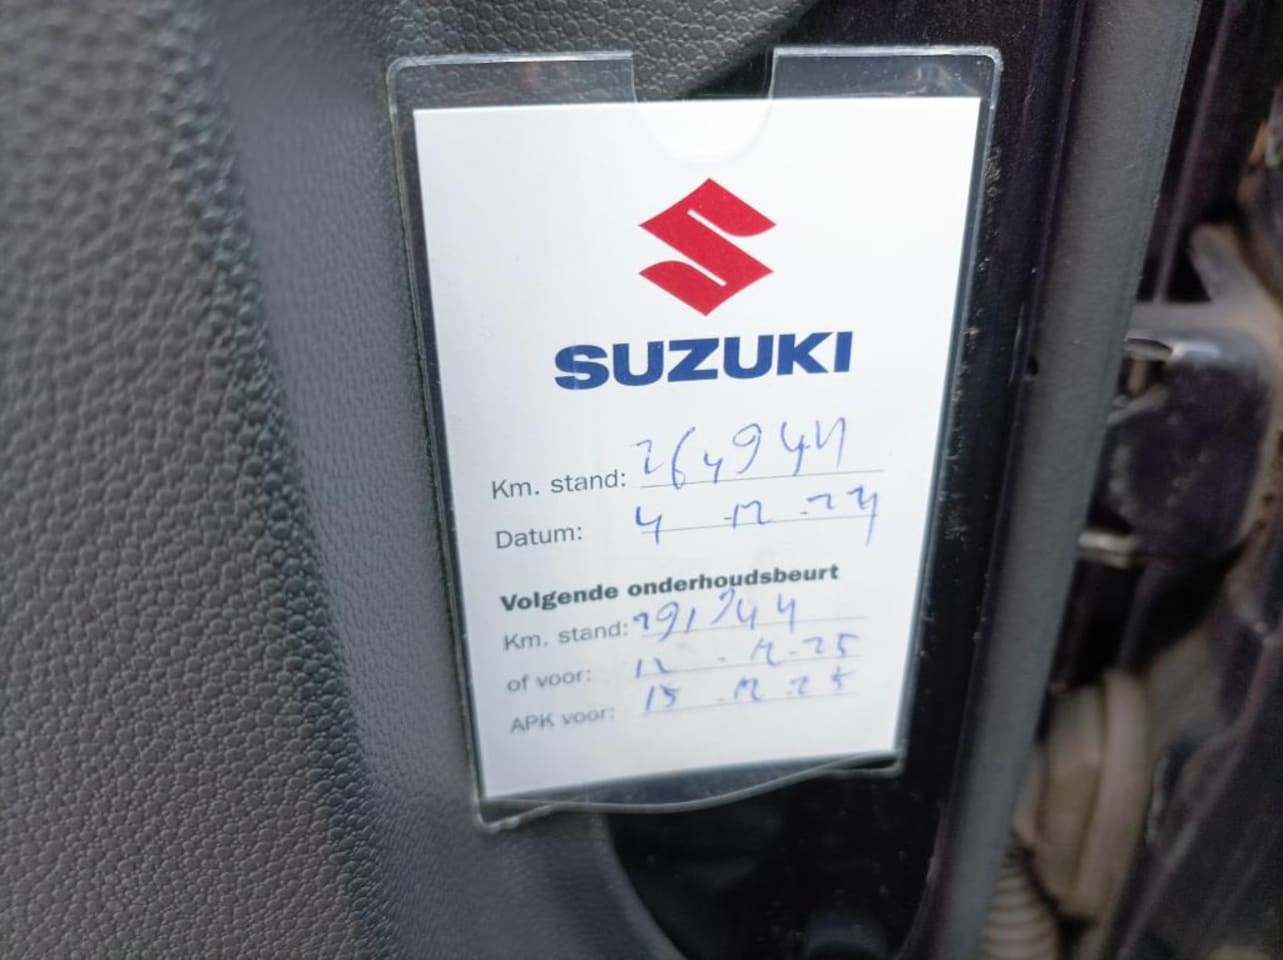 SUZUKI
Km. stand: 264944
Datum: 4-12-24
Volgende onderhoudsbeurt
Km. stand: 291944
of voor: 12-12-25
APK voor: 15-12-25